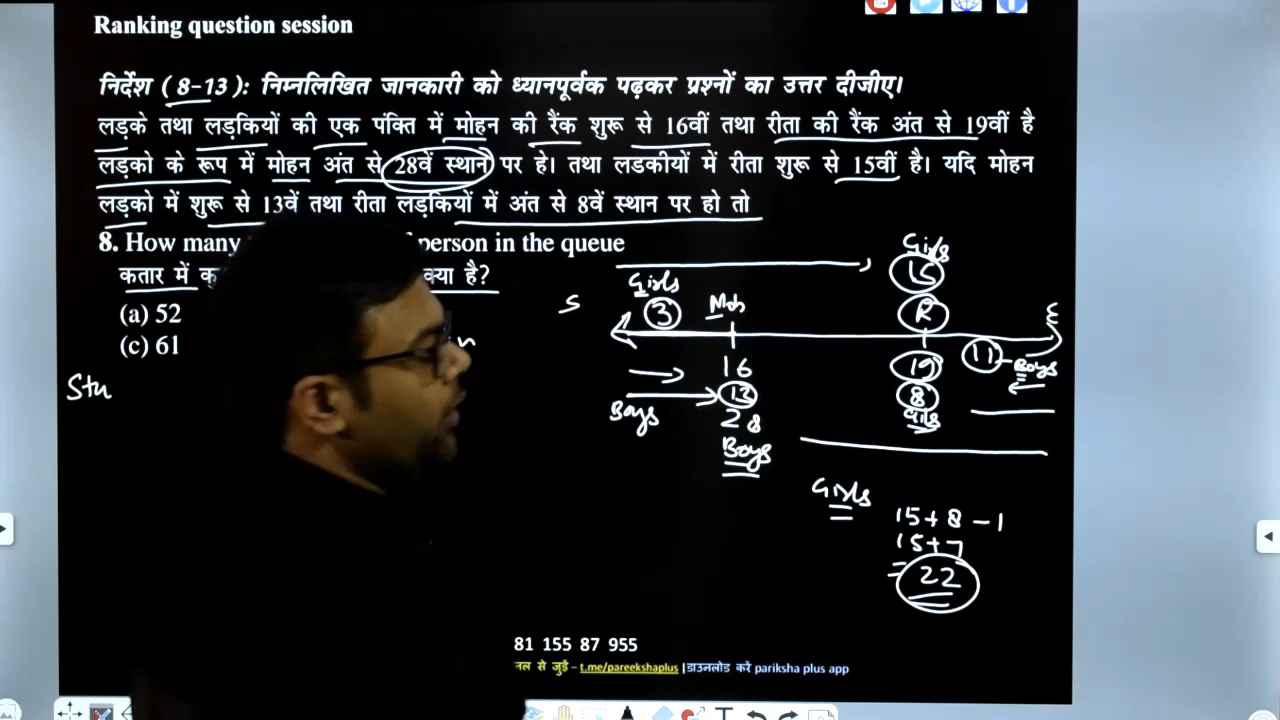 Ranking question session
निर्देश ( 8-13 ): निम्नलिखित जानकारी को ध्यानपूर्वक पढ़कर प्रश्नों का उत्तर दीजीए।
लड़के तथा लड़कियों की एक पंक्ति में मोहन की रैंक शुरू से 16वीं तथा रीता की रैंक अंत से 19वीं है
लड़को के रूप में मोहन अंत से 28वें स्थान पर हे। तथा लडकीयों में रीता शुरू से 15वीं है। यदि मोहन
लड़को में शुरू से 13वें तथा रीता लड़कियों में अंत से 8वें स्थान पर हो तो
8. How many person in the queue
कतार में क्या है?
(a) 52
(c) 61
Stu
Girls
15
Girls
3
Moh
R
S
E
16
19
11
Boys
13
8
Boys
28
Girls
Boys
Girls
15+8-1
15+7
=22
81 155 87 955
नल से जुड़ें – t.me/pareekshaplus |डाउनलोड करें pariksha plus app